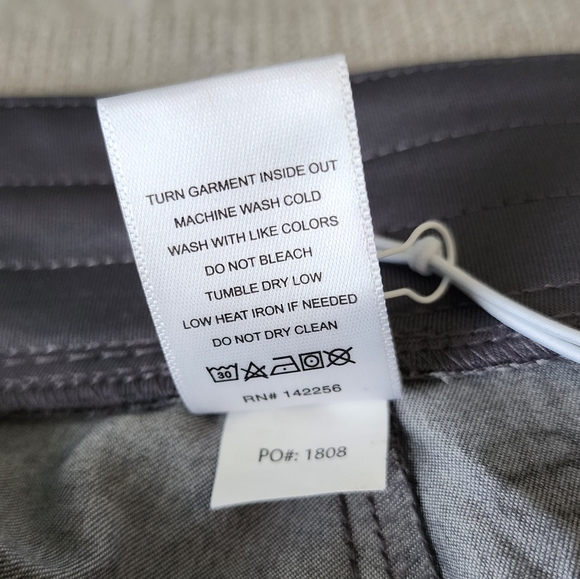 TURN GARMENT INSIDE OUT
MACHINE WASH COLD
WASH WITH LIKE COLORS
DO NOT BLEACH
TUMBLE DRY LOW
LOW HEAT IRON IF NEEDED
DO NOT DRY CLEAN
30
RN# 142256
PO#: 1808